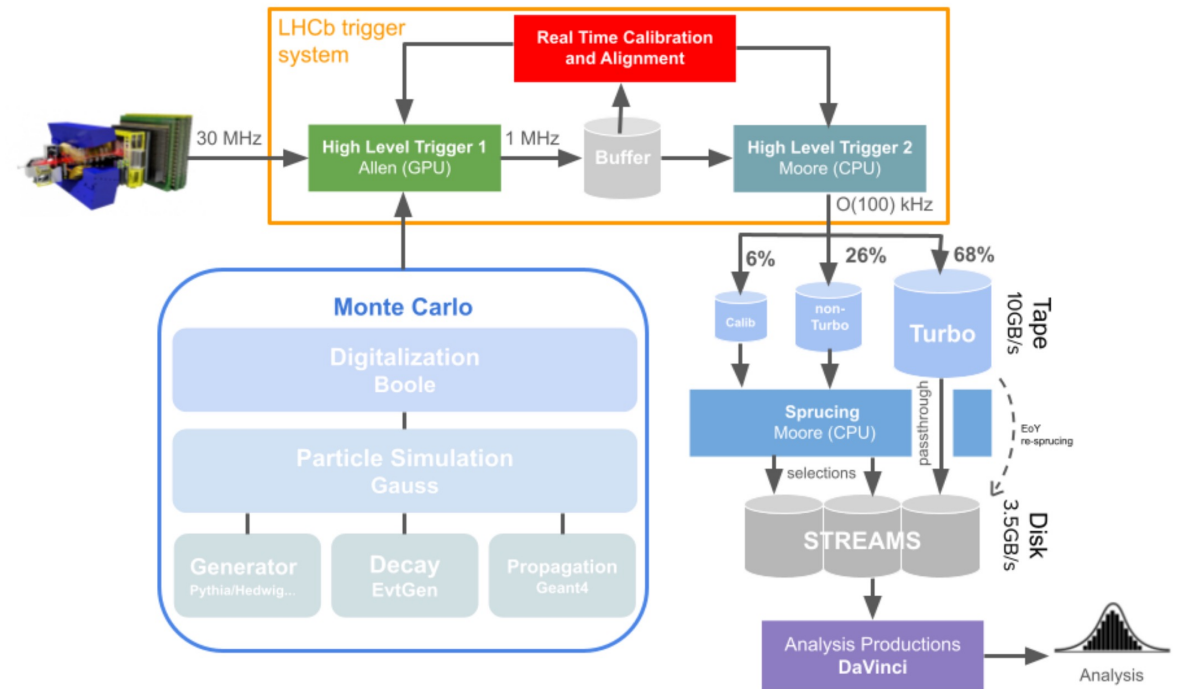 LHCb trigger
system
Real Time Calibration
and Alignment
30 MHz
High Level Trigger 1
Allen (GPU)
1 MHz
Buffer
High Level Trigger 2
Moore (CPU)
O(100) kHz
6%
26%
68%
Calib
non-
Turbo
Turbo
Tape
10GB/s
Monte Carlo
Digitalization
Boole
Particle Simulation
Gauss
Generator
Pythia/Hedwig...
Decay
EvtGen
Propagation
Geant4
Sprucing
Moore (CPU)
passthrough
EoY
re-sprucing
selections
STREAMS
Disk
3.5GB/s
Analysis Productions
DaVinci
Analysis